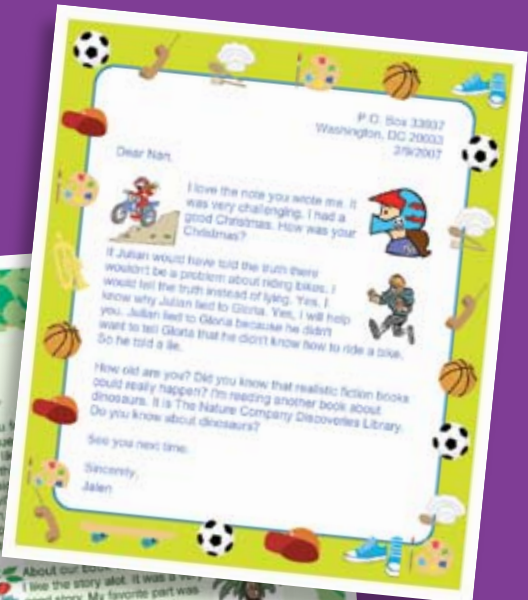 P.O. Box 33937
Washington, DC 20033
2/9/2007
Dear Nan,
I love the note you wrote me. It
was very challenging. I had a
good Christmas. How was your
Christmas?
If Julian would have told the truth there
wouldn't be a problem about riding bikes. I
would tell the truth instead of lying. Yes, I
know why Julian lied to Gloria. Yes, I will help
you. Julian lied to Gloria because he didn't
want to tell Gloria that he didn't know how to ride a bike.
So he told a lie.
How old are you? Did you know that realistic fiction books
could really happen? I'm reading another book about
dinosaurs. It is The Nature Company Discoveries Library.
Do you know about dinosaurs?
See you next time.
Sincerely,
Jalen
About our
I like the story alot. It was a
good story. My favorite part was